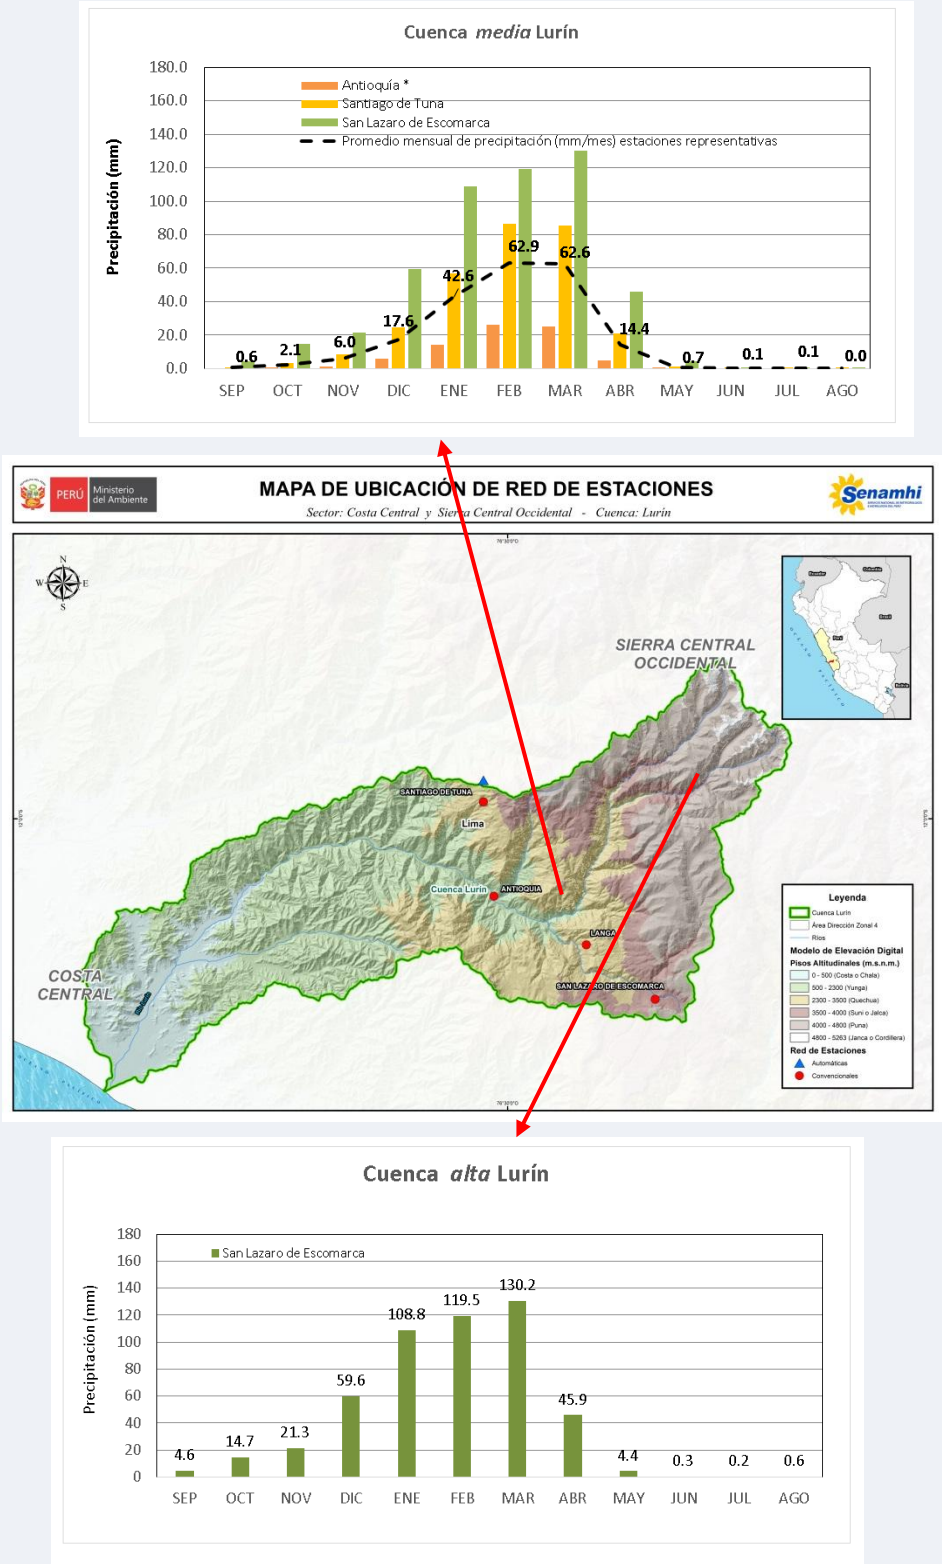 Cuenca media Lurín
Precipitación (mm)
180.0
160.0
140.0
120.0
100.0
80.0
60.0
40.0
20.0
0.0
Antioquía *
Santiago de Tuna
San Lazaro de Escomarca
Promedio mensual de precipitación (mm/mes) estaciones representativas
0.6 2.1 6.0 17.6 42.6 62.9 62.6 14.4 0.7 0.1 0.1 0.0
SEP OCT NOV DIC ENE FEB MAR ABR MAY JUN JUL AGO
PERÚ
Ministerio
del Ambiente
MAPA DE UBICACIÓN DE RED DE ESTACIONES
Sector: Costa Central y Sierra Central Occidental - Cuenca: Lurín
Senamhi
N
W E
S
Ecuador
Colombia
Brasil
Perú
Bolivia
OCÉANO PACÍFICO
SIERRA CENTRAL
OCCIDENTAL
SANTIAGO DE TUNA
Lima
Cuenca Lurín
ANTIOQUIA
LANGA
SAN LAZARO DE ESCOMARCA
COSTA
CENTRAL
Río Lurín
Leyenda
Cuenca Lurín
Área Dirección Zonal 4
Ríos
Modelo de Elevación Digital
Pisos Altitudinales (m.s.n.m.)
0 - 500 (Costa o Chala)
500 - 2300 (Yunga)
2300 - 3500 (Quechua)
3500 - 4000 (Suni o Jalca)
4000 - 4800 (Puna)
4800 - 5263 (Janca o Cordillera)
Red de Estaciones
Automáticas
Convencionales
Cuenca alta Lurín
Precipitación (mm)
180
160
140
120
100
80
60
40
20
0
San Lazaro de Escomarca
4.6 14.7 21.3 59.6 108.8 119.5 130.2 45.9 4.4 0.3 0.2 0.6
SEP OCT NOV DIC ENE FEB MAR ABR MAY JUN JUL AGO